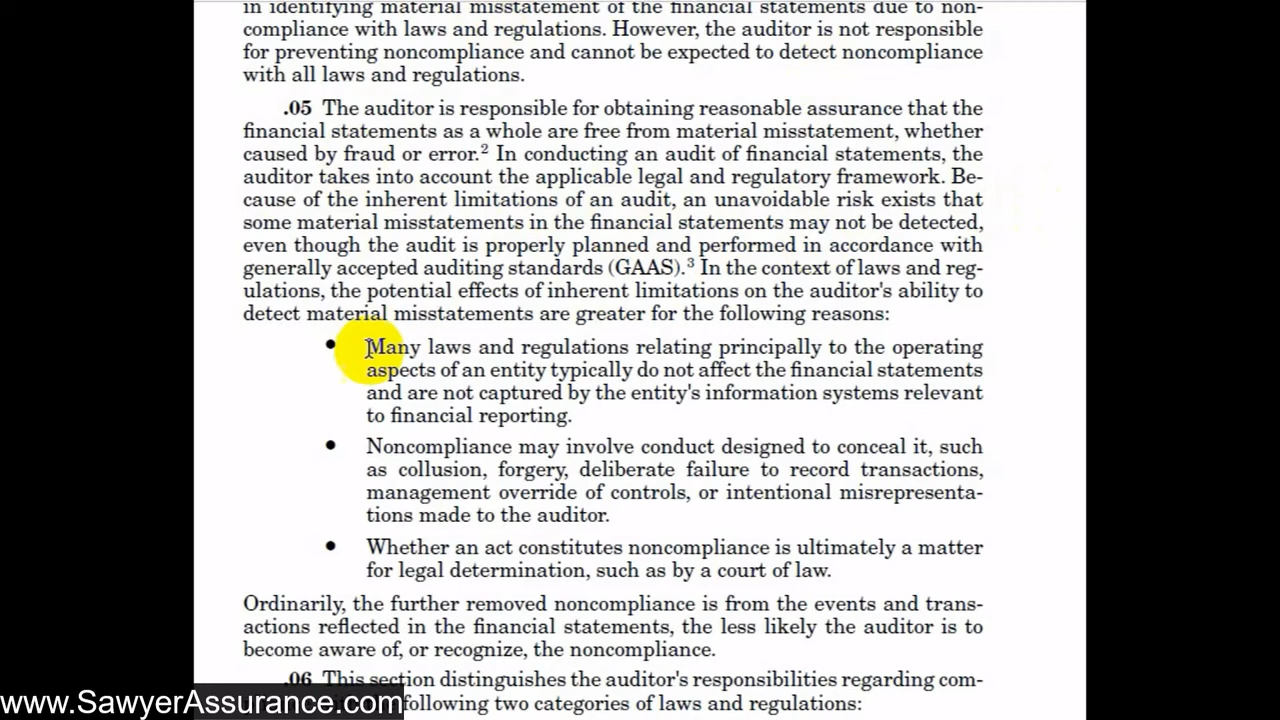 in identifying material misstatement of the financial statements due to non-
compliance with laws and regulations. However, the auditor is not responsible
for preventing noncompliance and cannot be expected to detect noncompliance
with all laws and regulations.
.05 The auditor is responsible for obtaining reasonable assurance that the
financial statements as a whole are free from material misstatement, whether
caused by fraud or error.² In conducting an audit of financial statements, the
auditor takes into account the applicable legal and regulatory framework. Be-
cause of the inherent limitations of an audit, an unavoidable risk exists that
some material misstatements in the financial statements may not be detected,
even though the audit is properly planned and performed in accordance with
generally accepted auditing standards (GAAS).³ In the context of laws and reg-
ulations, the potential effects of inherent limitations on the auditor's ability to
detect material misstatements are greater for the following reasons:
• Many laws and regulations relating principally to the operating
aspects of an entity typically do not affect the financial statements
and are not captured by the entity's information systems relevant
to financial reporting.
• Noncompliance may involve conduct designed to conceal it, such
as collusion, forgery, deliberate failure to record transactions,
management override of controls, or intentional misrepresenta-
tions made to the auditor.
• Whether an act constitutes noncompliance is ultimately a matter
for legal determination, such as by a court of law.
Ordinarily, the further removed noncompliance is from the events and trans-
actions reflected in the financial statements, the less likely the auditor is to
become aware of, or recognize, the noncompliance.
.06 This section distinguishes the auditor's responsibilities regarding com-
following two categories of laws and regulations:
www.SawyerAssurance.com